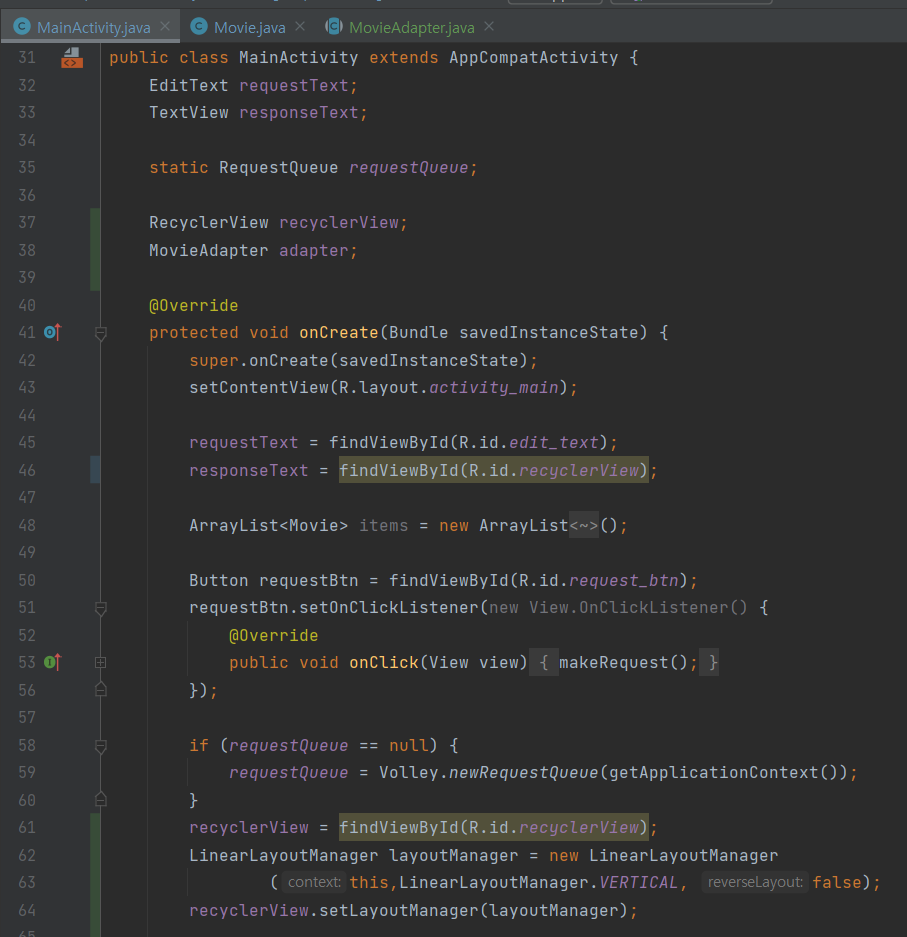 MainActivity.java Movie.java MovieAdapter.java
31 public class MainActivity extends AppCompatActivity {
32 EditText requestText;
33 TextView responseText;
34
35 static RequestQueue requestQueue;
36
37 RecyclerView recyclerView;
38 MovieAdapter adapter;
39
40 @Override
41 protected void onCreate(Bundle savedInstanceState) {
42 super.onCreate(savedInstanceState);
43 setContentView(R.layout.activity_main);
44
45 requestText = findViewById(R.id.edit_text);
46 responseText = findViewById(R.id.recyclerView);
47
48 ArrayList<Movie> items = new ArrayList<~>();
49
50 Button requestBtn = findViewById(R.id.request_btn);
51 requestBtn.setOnClickListener(new View.OnClickListener() {
52 @Override
53 public void onClick(View view) { makeRequest(); }
56 });
57
58 if (requestQueue == null) {
59 requestQueue = Volley.newRequestQueue(getApplicationContext());
60 }
61 recyclerView = findViewById(R.id.recyclerView);
62 LinearLayoutManager layoutManager = new LinearLayoutManager
63 ( context: this,LinearLayoutManager.VERTICAL, reverseLayout: false);
64 recyclerView.setLayoutManager(layoutManager);